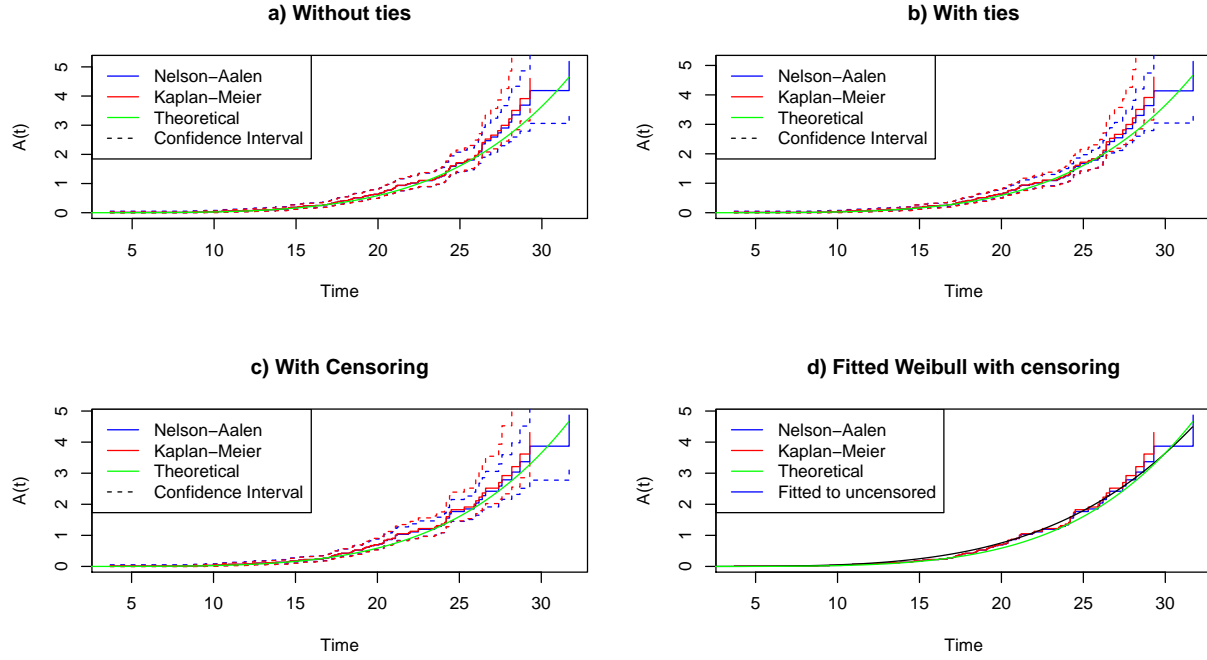 a) Without ties
A(t)
0 1 2 3 4 5
Nelson−Aalen
Kaplan−Meier
Theoretical
Confidence Interval
5 10 15 20 25 30
Time
b) With ties
A(t)
0 1 2 3 4 5
Nelson−Aalen
Kaplan−Meier
Theoretical
Confidence Interval
5 10 15 20 25 30
Time
c) With Censoring
A(t)
0 1 2 3 4 5
Nelson−Aalen
Kaplan−Meier
Theoretical
Confidence Interval
5 10 15 20 25 30
Time
d) Fitted Weibull with censoring
A(t)
0 1 2 3 4 5
Nelson−Aalen
Kaplan−Meier
Theoretical
Fitted to uncensored
5 10 15 20 25 30
Time